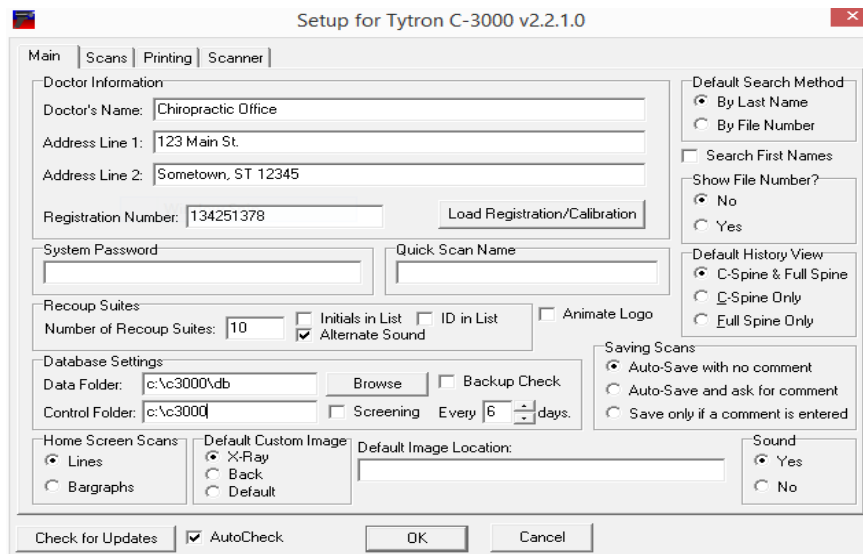 Setup for Tytron C-3000 v2.2.1.0
Main Scans Printing Scanner
Doctor Information
Doctor's Name: Chiropractic Office
Address Line 1: 123 Main St.
Address Line 2: Sometown, ST 12345
Registration Number: 134251378 Load Registration/Calibration
System Password
Quick Scan Name
Recoup Suites
Number of Recoup Suites: 10
Initials in List ID in List
Alternate Sound
Animate Logo
Database Settings
Data Folder: c:\c3000\db Browse Backup Check
Control Folder: c:\c3000 Screening Every 6 days.
Default Search Method
By Last Name
By File Number
Search First Names
Show File Number?
No
Yes
Default History View
C-Spine & Full Spine
C-Spine Only
Full Spine Only
Saving Scans
Auto-Save with no comment
Auto-Save and ask for comment
Save only if a comment is entered
Home Screen Scans
Lines
Bargraphs
Default Custom Image
X-Ray
Back
Default
Default Image Location:
Sound
Yes
No
Check for Updates AutoCheck OK Cancel